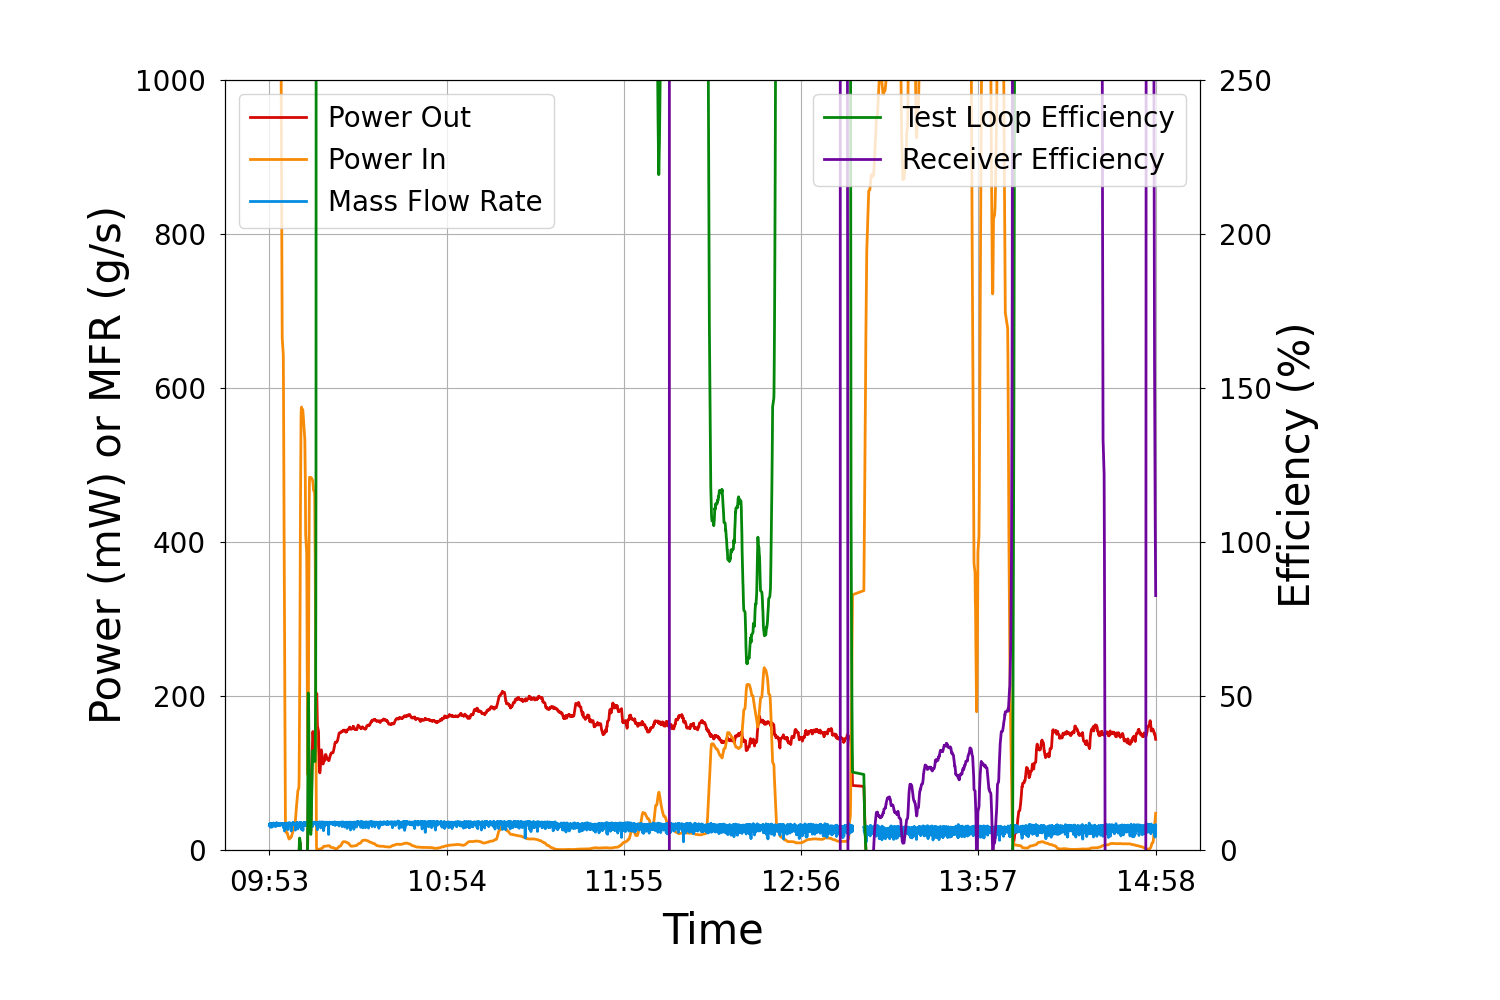 1000
800
600
400
200
0
Power (mW) or MFR (g/s)
Power Out
Power In
Mass Flow Rate
Test Loop Efficiency
Receiver Efficiency
250
200
150
100
50
0
Efficiency (%)
09:53
10:54
11:55
12:56
13:57
14:58
Time